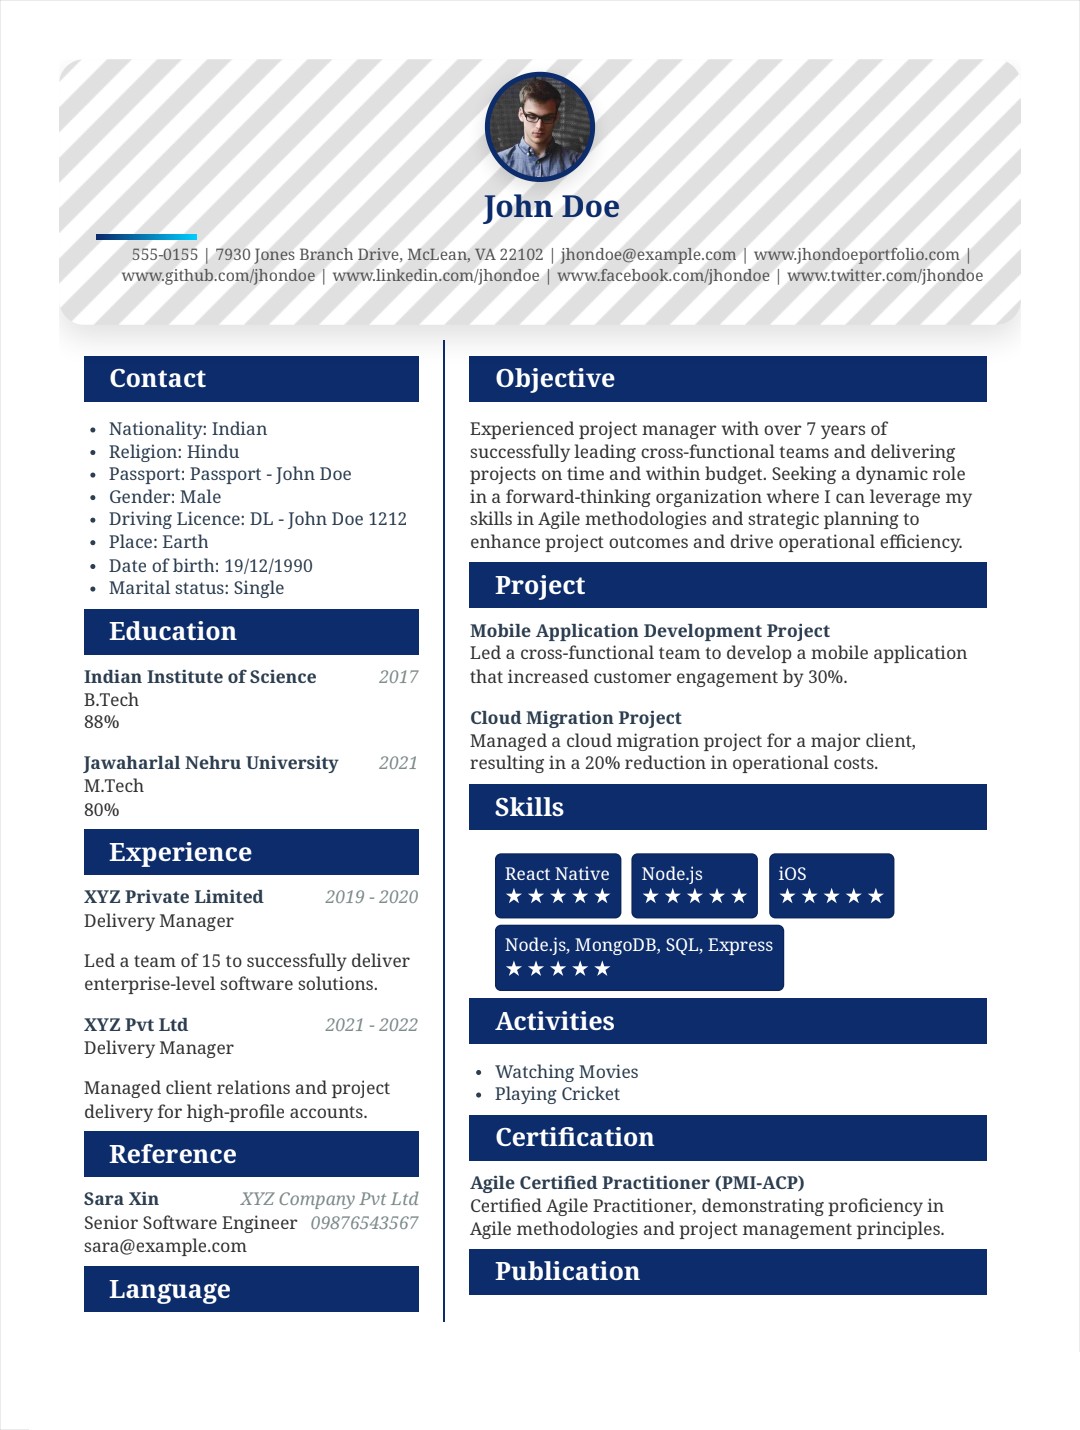 John Doe
555-0155 | 7930 Jones Branch Drive, McLean, VA 22102 | jhondoe@example.com | www.jhondoeportfolio.com |
www.github.com/jhondoe | www.linkedin.com/jhondoe | www.facebook.com/jhondoe | www.twitter.com/jhondoe
Contact
• Nationality: Indian
• Religion: Hindu
• Passport: Passport - John Doe
• Gender: Male
• Driving Licence: DL - John Doe 1212
• Place: Earth
• Date of birth: 19/12/1990
• Marital status: Single
Education
Indian Institute of Science 2017
B.Tech
88%
Jawaharlal Nehru University 2021
M.Tech
80%
Experience
XYZ Private Limited 2019 - 2020
Delivery Manager
Led a team of 15 to successfully deliver
enterprise-level software solutions.
XYZ Pvt Ltd 2021 - 2022
Delivery Manager
Managed client relations and project
delivery for high-profile accounts.
Reference
Sara Xin XYZ Company Pvt Ltd
Senior Software Engineer 09876543567
sara@example.com
Language
Objective
Experienced project manager with over 7 years of
successfully leading cross-functional teams and delivering
projects on time and within budget. Seeking a dynamic role
in a forward-thinking organization where I can leverage my
skills in Agile methodologies and strategic planning to
enhance project outcomes and drive operational efficiency.
Project
Mobile Application Development Project
Led a cross-functional team to develop a mobile application
that increased customer engagement by 30%.
Cloud Migration Project
Managed a cloud migration project for a major client,
resulting in a 20% reduction in operational costs.
Skills
React Native Node.js iOS
★★★★★ ★★★★★ ★★★★★
Node.js, MongoDB, SQL, Express
★★★★★
Activities
• Watching Movies
• Playing Cricket
Certification
Agile Certified Practitioner (PMI-ACP)
Certified Agile Practitioner, demonstrating proficiency in
Agile methodologies and project management principles.
Publication